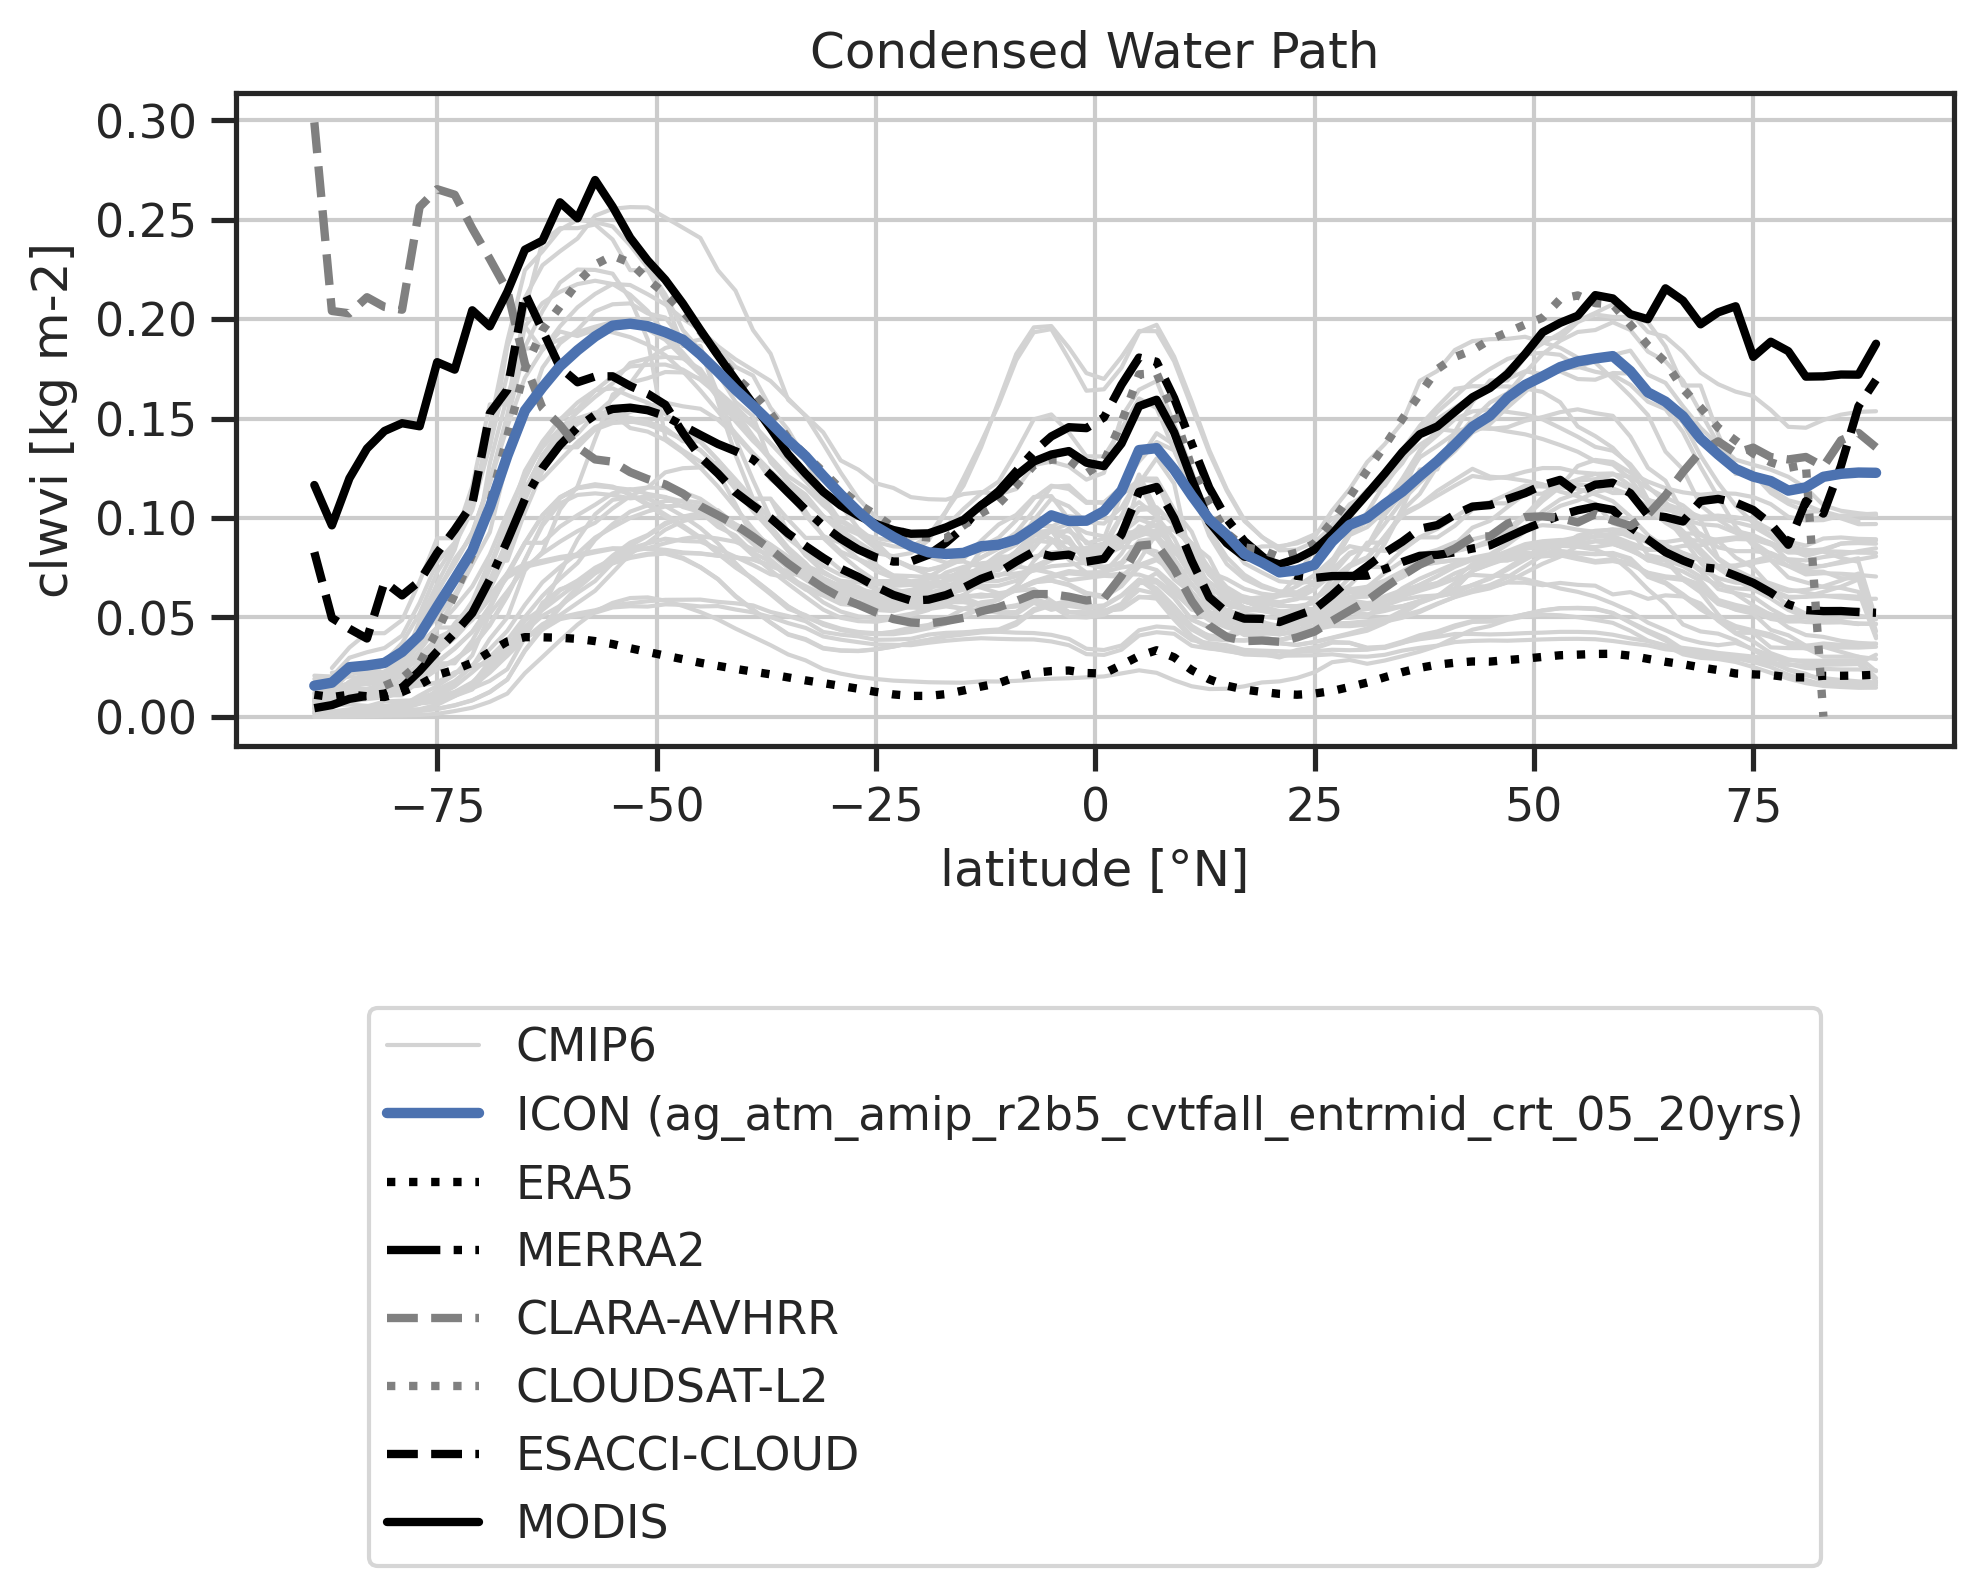 Condensed Water Path
clwvi [kg m-2]
0.30
0.25
0.20
0.15
0.10
0.05
0.00
−75 −50 −25 0 25 50 75
latitude [°N]
CMIP6
ICON (ag_atm_amip_r2b5_cvtfall_entrmid_crt_05_20yrs)
ERA5
MERRA2
CLARA-AVHRR
CLOUDSAT-L2
ESACCI-CLOUD
MODIS